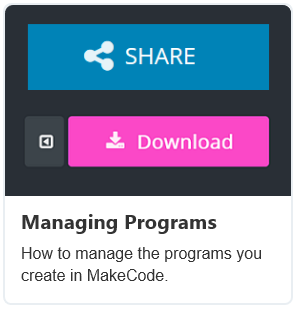 SHARE
Download
Managing Programs
How to manage the programs you
create in MakeCode.